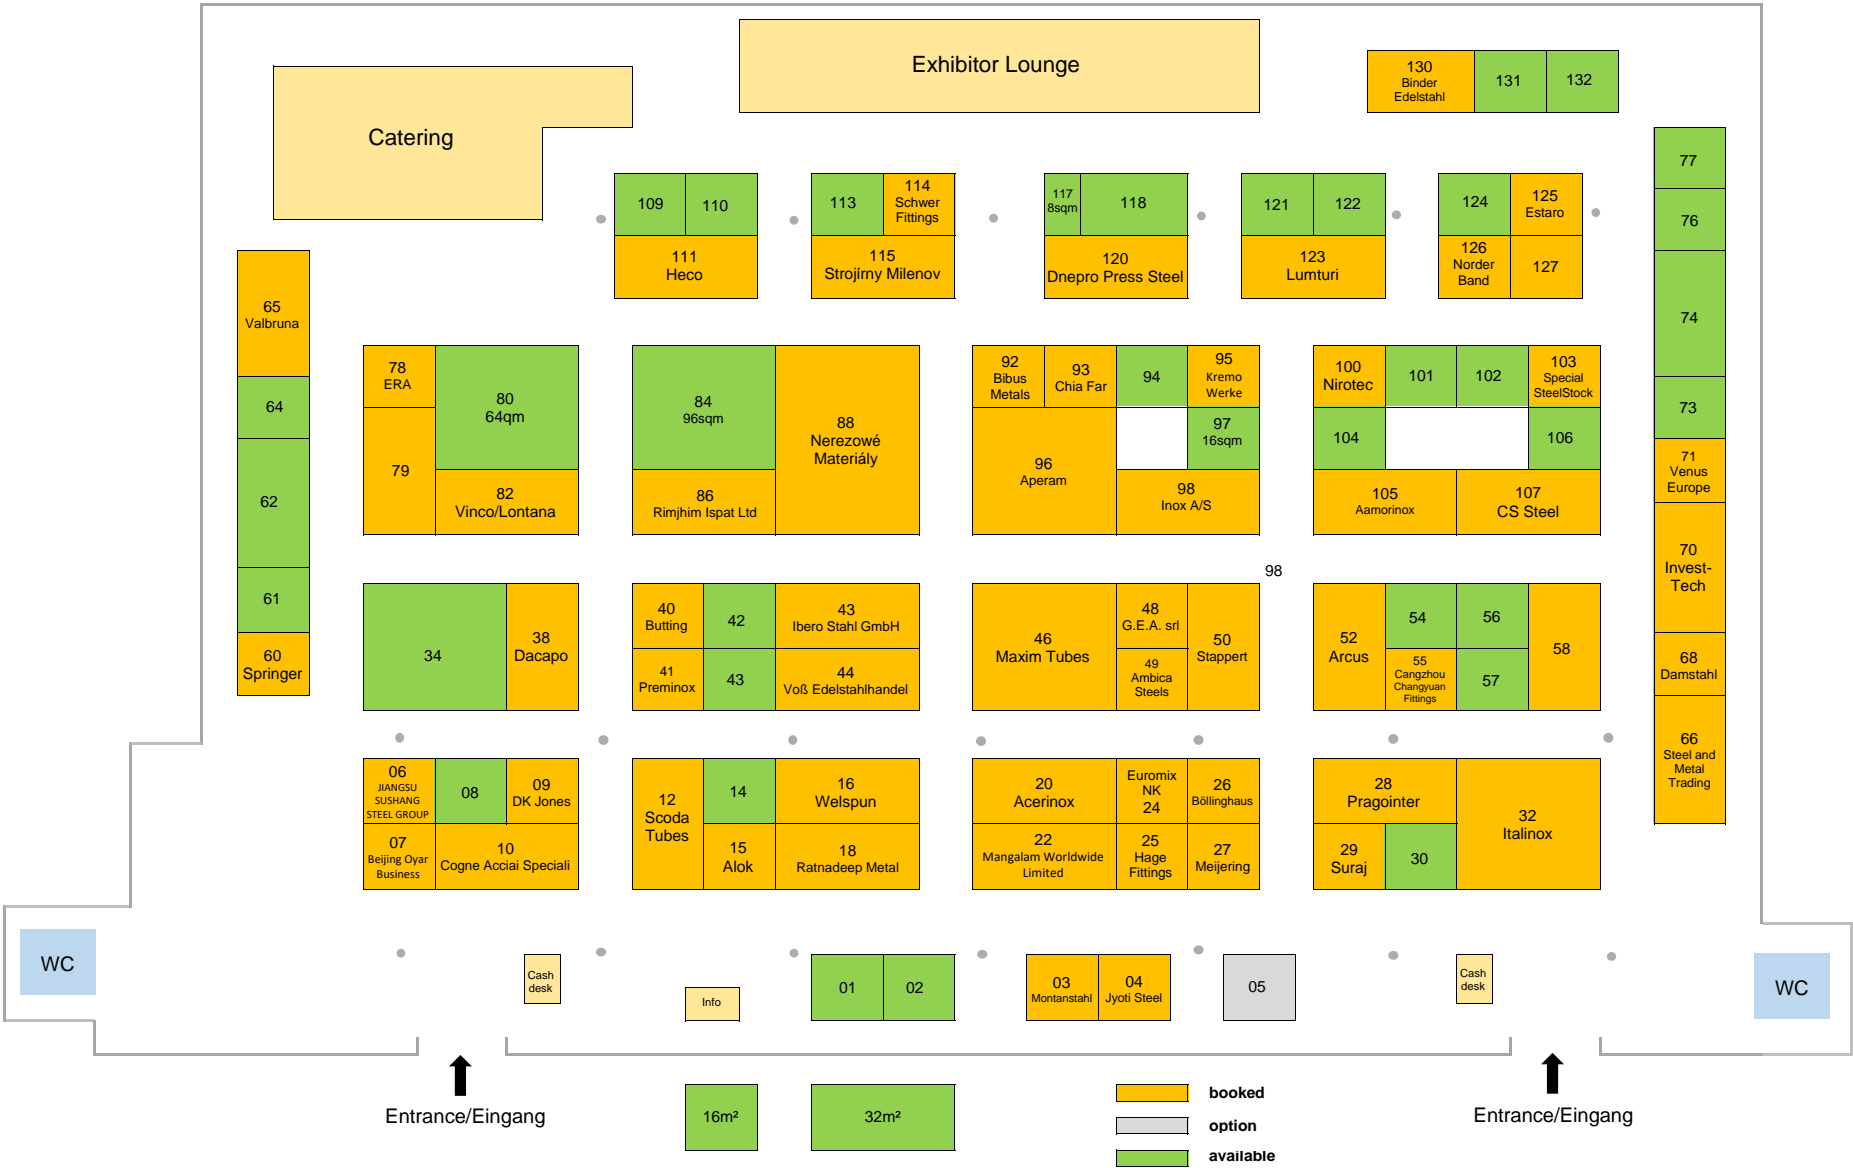 Exhibitor Lounge
Catering
130
Binder
Edelstahl
131
132
77
76
74
73
71
Venus
Europe
70
Invest-
Tech
68
Damstahl
66
Steel and
Metal
Trading
109
110
111
Heco
113
114
Schwer
Fittings
115
Strojírny Milenov
117
8sqm
118
120
Dnepro Press Steel
121
122
123
Lumturi
124
125
Estaro
126
Norder
Band
127
65
Valbruna
64
62
61
60
Springer
78
ERA
79
80
64qm
82
Vinco/Lontana
84
96sqm
86
Rimjhim Ispat Ltd
88
Nerezowé
Materiály
92
Bibus
Metals
93
Chia Far
94
95
Kremo
Werke
96
Aperam
97
16sqm
98
Inox A/S
100
Nirotec
101
102
103
Special
SteelStock
104
106
105
Aamorinox
107
CS Steel
98
34
38
Dacapo
40
Butting
41
Preminox
42
43
43
Ibero Stahl GmbH
44
Voß Edelstahlhandel
46
Maxim Tubes
48
G.E.A. srl
49
Ambica
Steels
50
Stappert
52
Arcus
54
55
Cangzhou
Changyuan
Fittings
56
57
58
06
JIANGSU
SUSHANG
STEEL GROUP
07
Beijing Oyar
Business
08
09
DK Jones
10
Cogne Acciai Speciali
12
Scoda
Tubes
14
15
Alok
16
Welspun
18
Ratnadeep Metal
20
Acerinox
22
Mangalam Worldwide
Limited
Euromix
NK
24
25
Hage
Fittings
26
Böllinghaus
27
Meijering
28
Pragointer
29
Suraj
30
32
Italinox
WC
Cash
desk
Info
01
02
03
Montanstahl
04
Jyoti Steel
05
Cash
desk
WC
Entrance/Eingang
16m²
32m²
booked
option
available
Entrance/Eingang